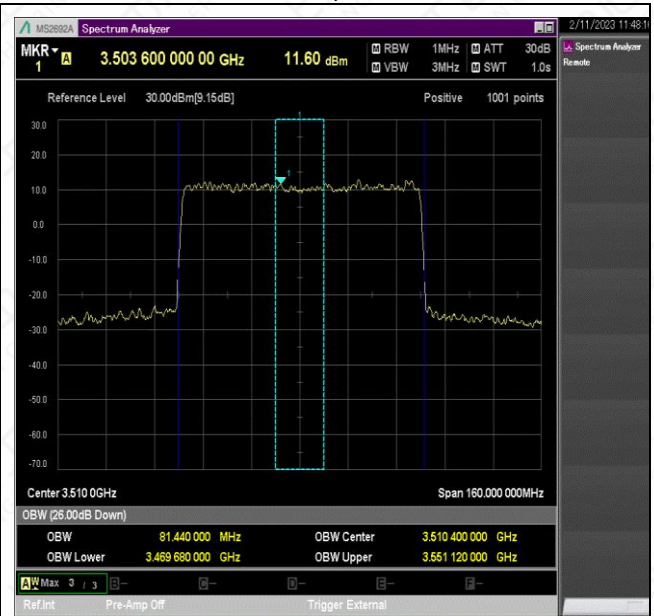 MS2692A Spectrum Analyzer 2/11/2023 11:48:1
MKR A 3.503 600 000 00 GHz 11.60 dBm M RBW 1MHz M ATT 30dB
1 M VBW 3MHz M SWT 1.0s
Spectrum Analyzer
Remote
Reference Level 30.00dBm[9.15dB] Positive 1001 points
1
30.0
20.0
1
10.0
0.0
-10.0
-20.0
-30.0
-40.0
-50.0
-60.0
-70.0
Center 3.510 0GHz Span 160.000 000MHz
OBW (26.00dB Down)
OBW 81.440 000 MHz OBW Center 3.510 400 000 GHz
OBW Lower 3.469 680 000 GHz OBW Upper 3.551 120 000 GHz
A W Max 3 / 3 B- C- D- E- F-
Ref.Int Pre-Amp Off Trigger External